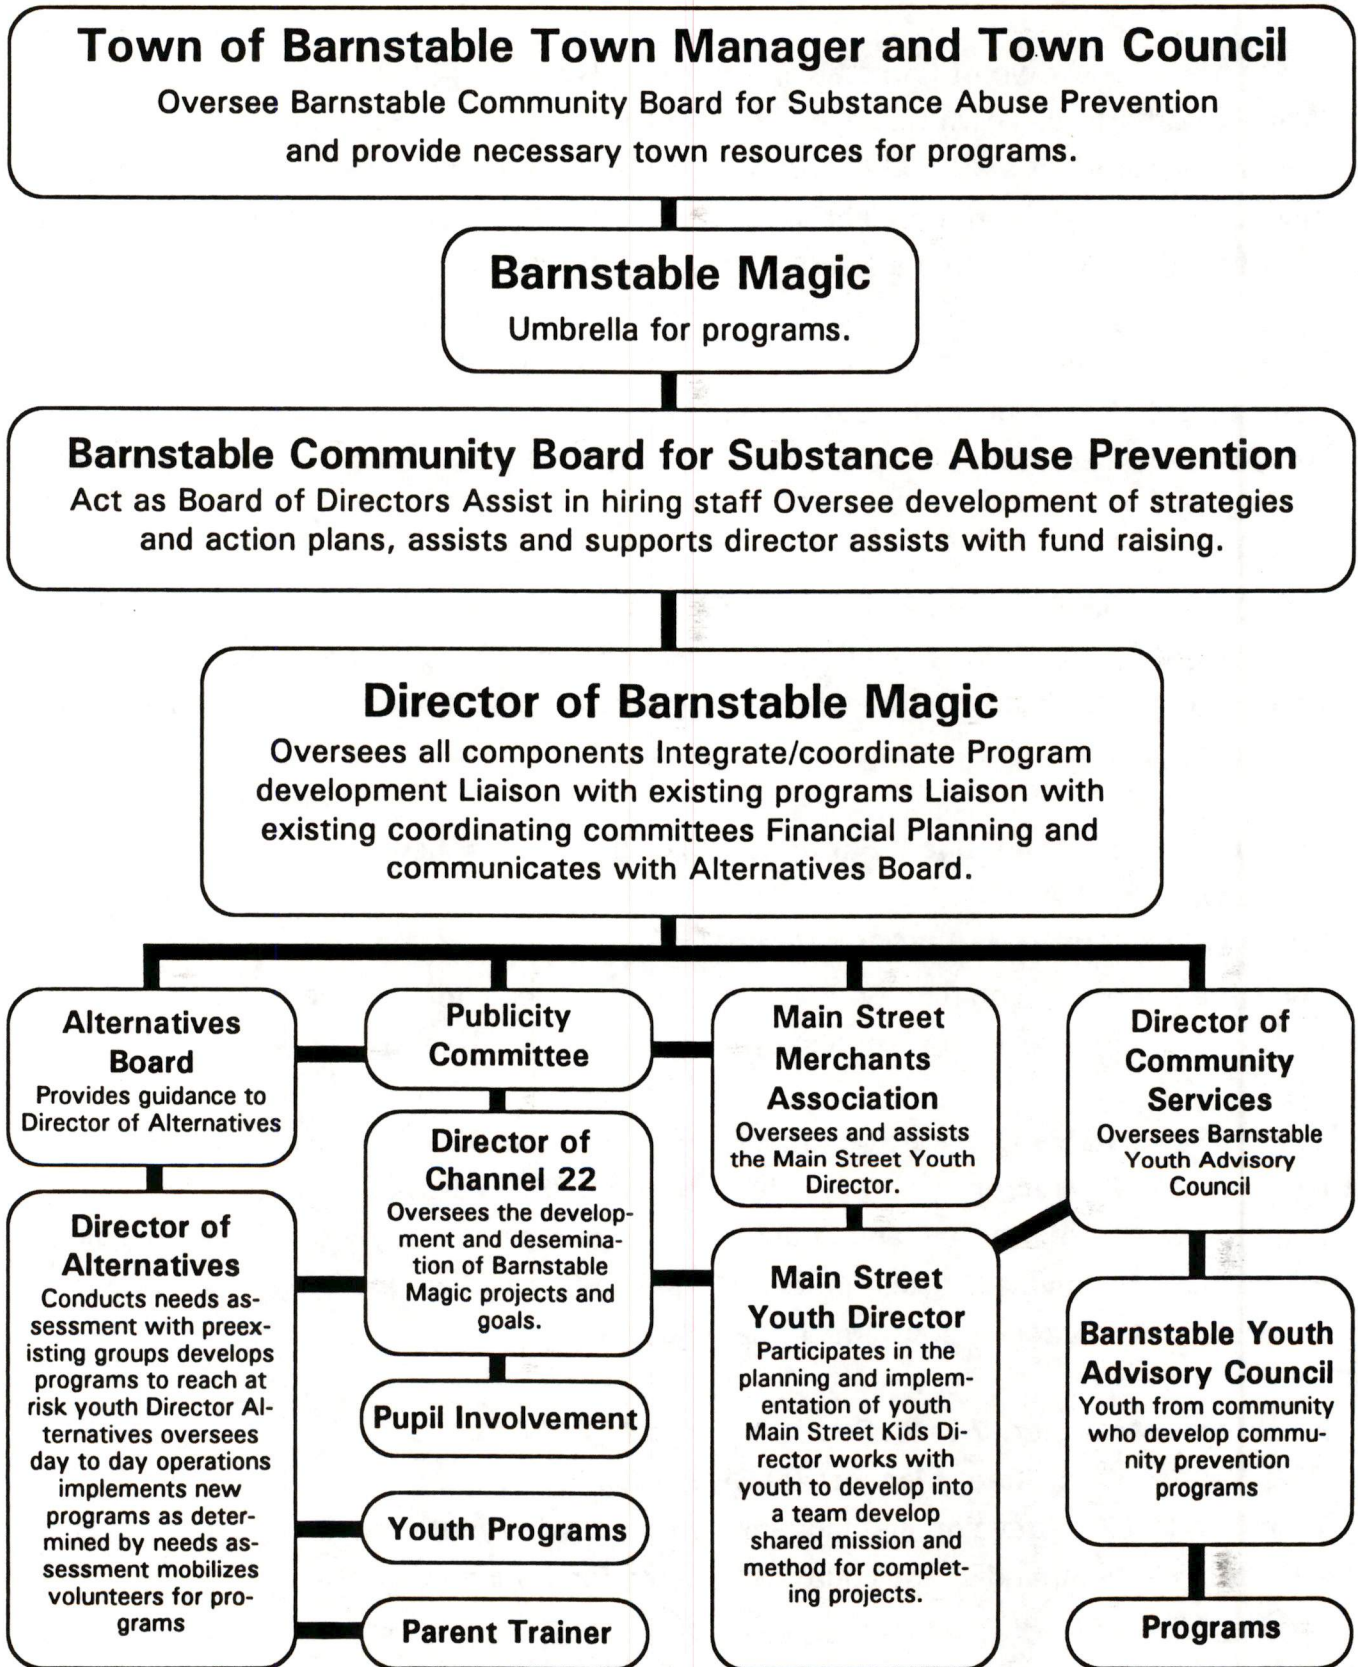 Town of Barnstable Town Manager and Town Council
Oversee Barnstable Community Board for Substance Abuse Prevention
and provide necessary town resources for programs.
Barnstable Magic
Umbrella for programs.
Barnstable Community Board for Substance Abuse Prevention
Act as Board of Directors Assist in hiring staff Oversee development of strategies
and action plans, assists and supports director assists with fund raising.
Director of Barnstable Magic
Oversees all components Integrate/coordinate Program
development Liaison with existing programs Liaison with
existing coordinating committees Financial Planning and
communicates with Alternatives Board.
Alternatives
Board
Provides guidance to
Director of Alternatives
Director of
Alternatives
Conducts needs as-
sessment with preex-
isting groups develops
programs to reach at
risk youth Director Al-
ternatives oversees
day to day operations
implements new
programs as deter-
mined by needs as-
sessment mobilizes
volunteers for pro-
grams
Publicity
Committee
Director of
Channel 22
Oversees the develop-
ment and desemina-
tion of Barnstable
Magic projects and
goals.
Pupil Involvement
Youth Programs
Parent Trainer
Main Street
Merchants
Association
Oversees and assists
the Main Street Youth
Director.
Main Street
Youth Director
Participates in the
planning and implem-
entation of youth
Main Street Kids Di-
rector works with
youth to develop into
a team develop
shared mission and
method for complet-
ing projects.
Director of
Community
Services
Oversees Barnstable
Youth Advisory
Council
Barnstable Youth
Advisory Council
Youth from community
who develop commu-
nity prevention
programs
Programs